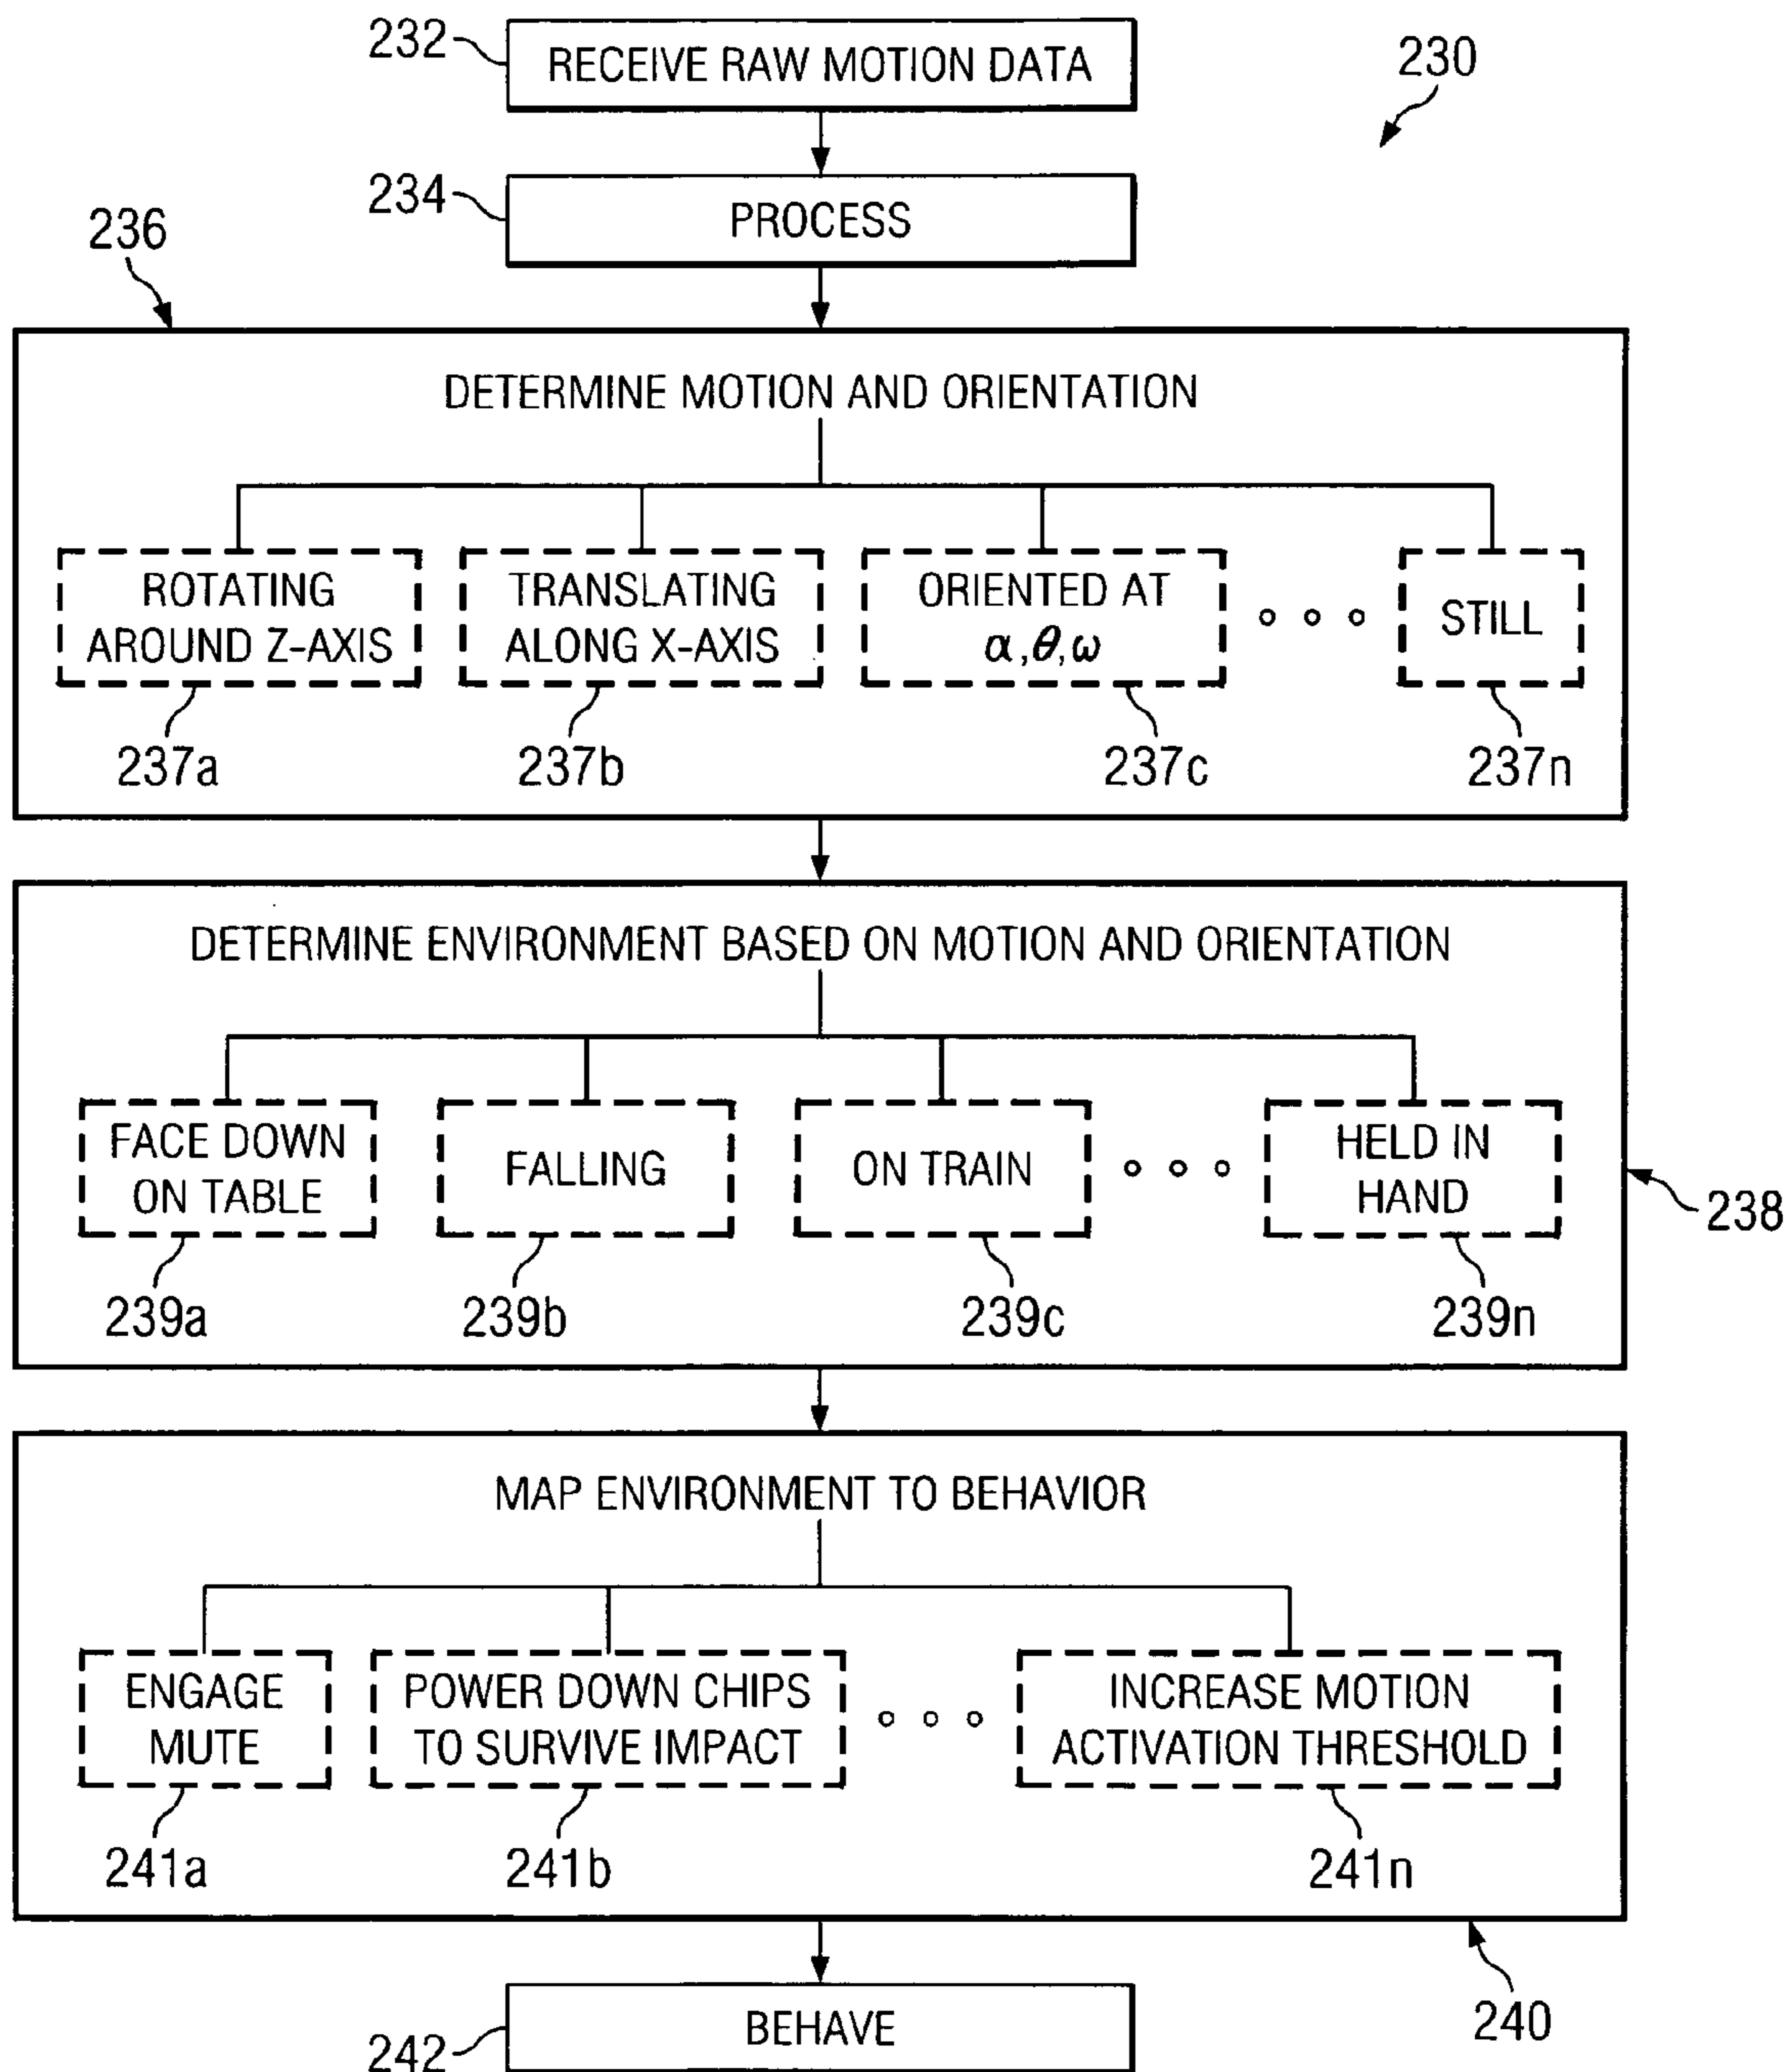 232
RECEIVE RAW MOTION DATA
230
234
PROCESS
236
DETERMINE MOTION AND ORIENTATION
ROTATING
AROUND Z-AXIS
TRANSLATING
ALONG X-AXIS
ORIENTED AT
α,θ,ω
STILL
237a
237b
237c
237n
DETERMINE ENVIRONMENT BASED ON MOTION AND ORIENTATION
FACE DOWN
ON TABLE
FALLING
ON TRAIN
HELD IN
HAND
238
239a
239b
239c
239n
MAP ENVIRONMENT TO BEHAVIOR
ENGAGE
MUTE
POWER DOWN CHIPS
TO SURVIVE IMPACT
INCREASE MOTION
ACTIVATION THRESHOLD
241a
241b
241n
240
242
BEHAVE